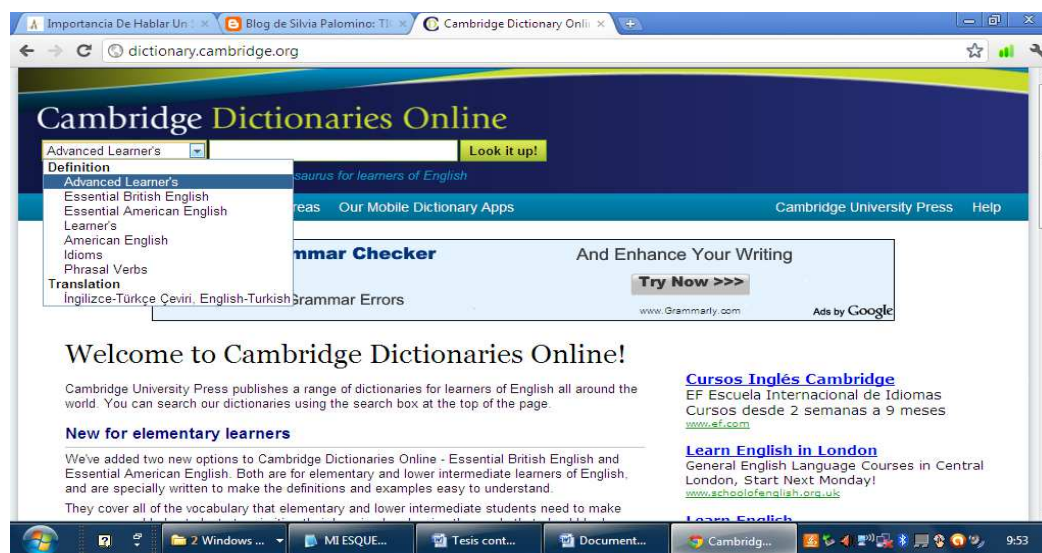 Importancia De Hablar Un
Blog de Silvia Palomino: TI
Cambridge Dictionary Onli
dictionary.cambridge.org
Cambridge Dictionaries Online
Advanced Learner's
Look it up!
Definition
Advanced Learner's
Essential British English
Essential American English
Learner's
American English
Idioms
Phrasal Verbs
Translation
İngilizce-Türkçe Çeviri, English-Turkish
saurus for learners of English
reas Our Mobile Dictionary Apps Cambridge University Press Help
mmar Checker
Grammar Errors
And Enhance Your Writing
Try Now >>>
www.Grammarly.com Ads by Google
Welcome to Cambridge Dictionaries Online!
Cambridge University Press publishes a range of dictionaries for learners of English all around the
world. You can search our dictionaries using the search box at the top of the page.
New for elementary learners
We've added two new options to Cambridge Dictionaries Online - Essential British English and
Essential American English. Both are for elementary and lower intermediate learners of English,
and are specially written to make the definitions and examples easy to understand.
They cover all of the vocabulary that elementary and lower intermediate students need to make
Cursos Inglés Cambridge
EF Escuela Internacional de Idiomas
Cursos desde 2 semanas a 9 meses
www.ef.com
Learn English in London
General English Language Courses in Central
London, Start Next Monday!
www.schoolofenglish.org.uk
Learn English
2 Windows ...
MI ESQUE...
Tesis cont...
Document...
Cambridg...
9:53